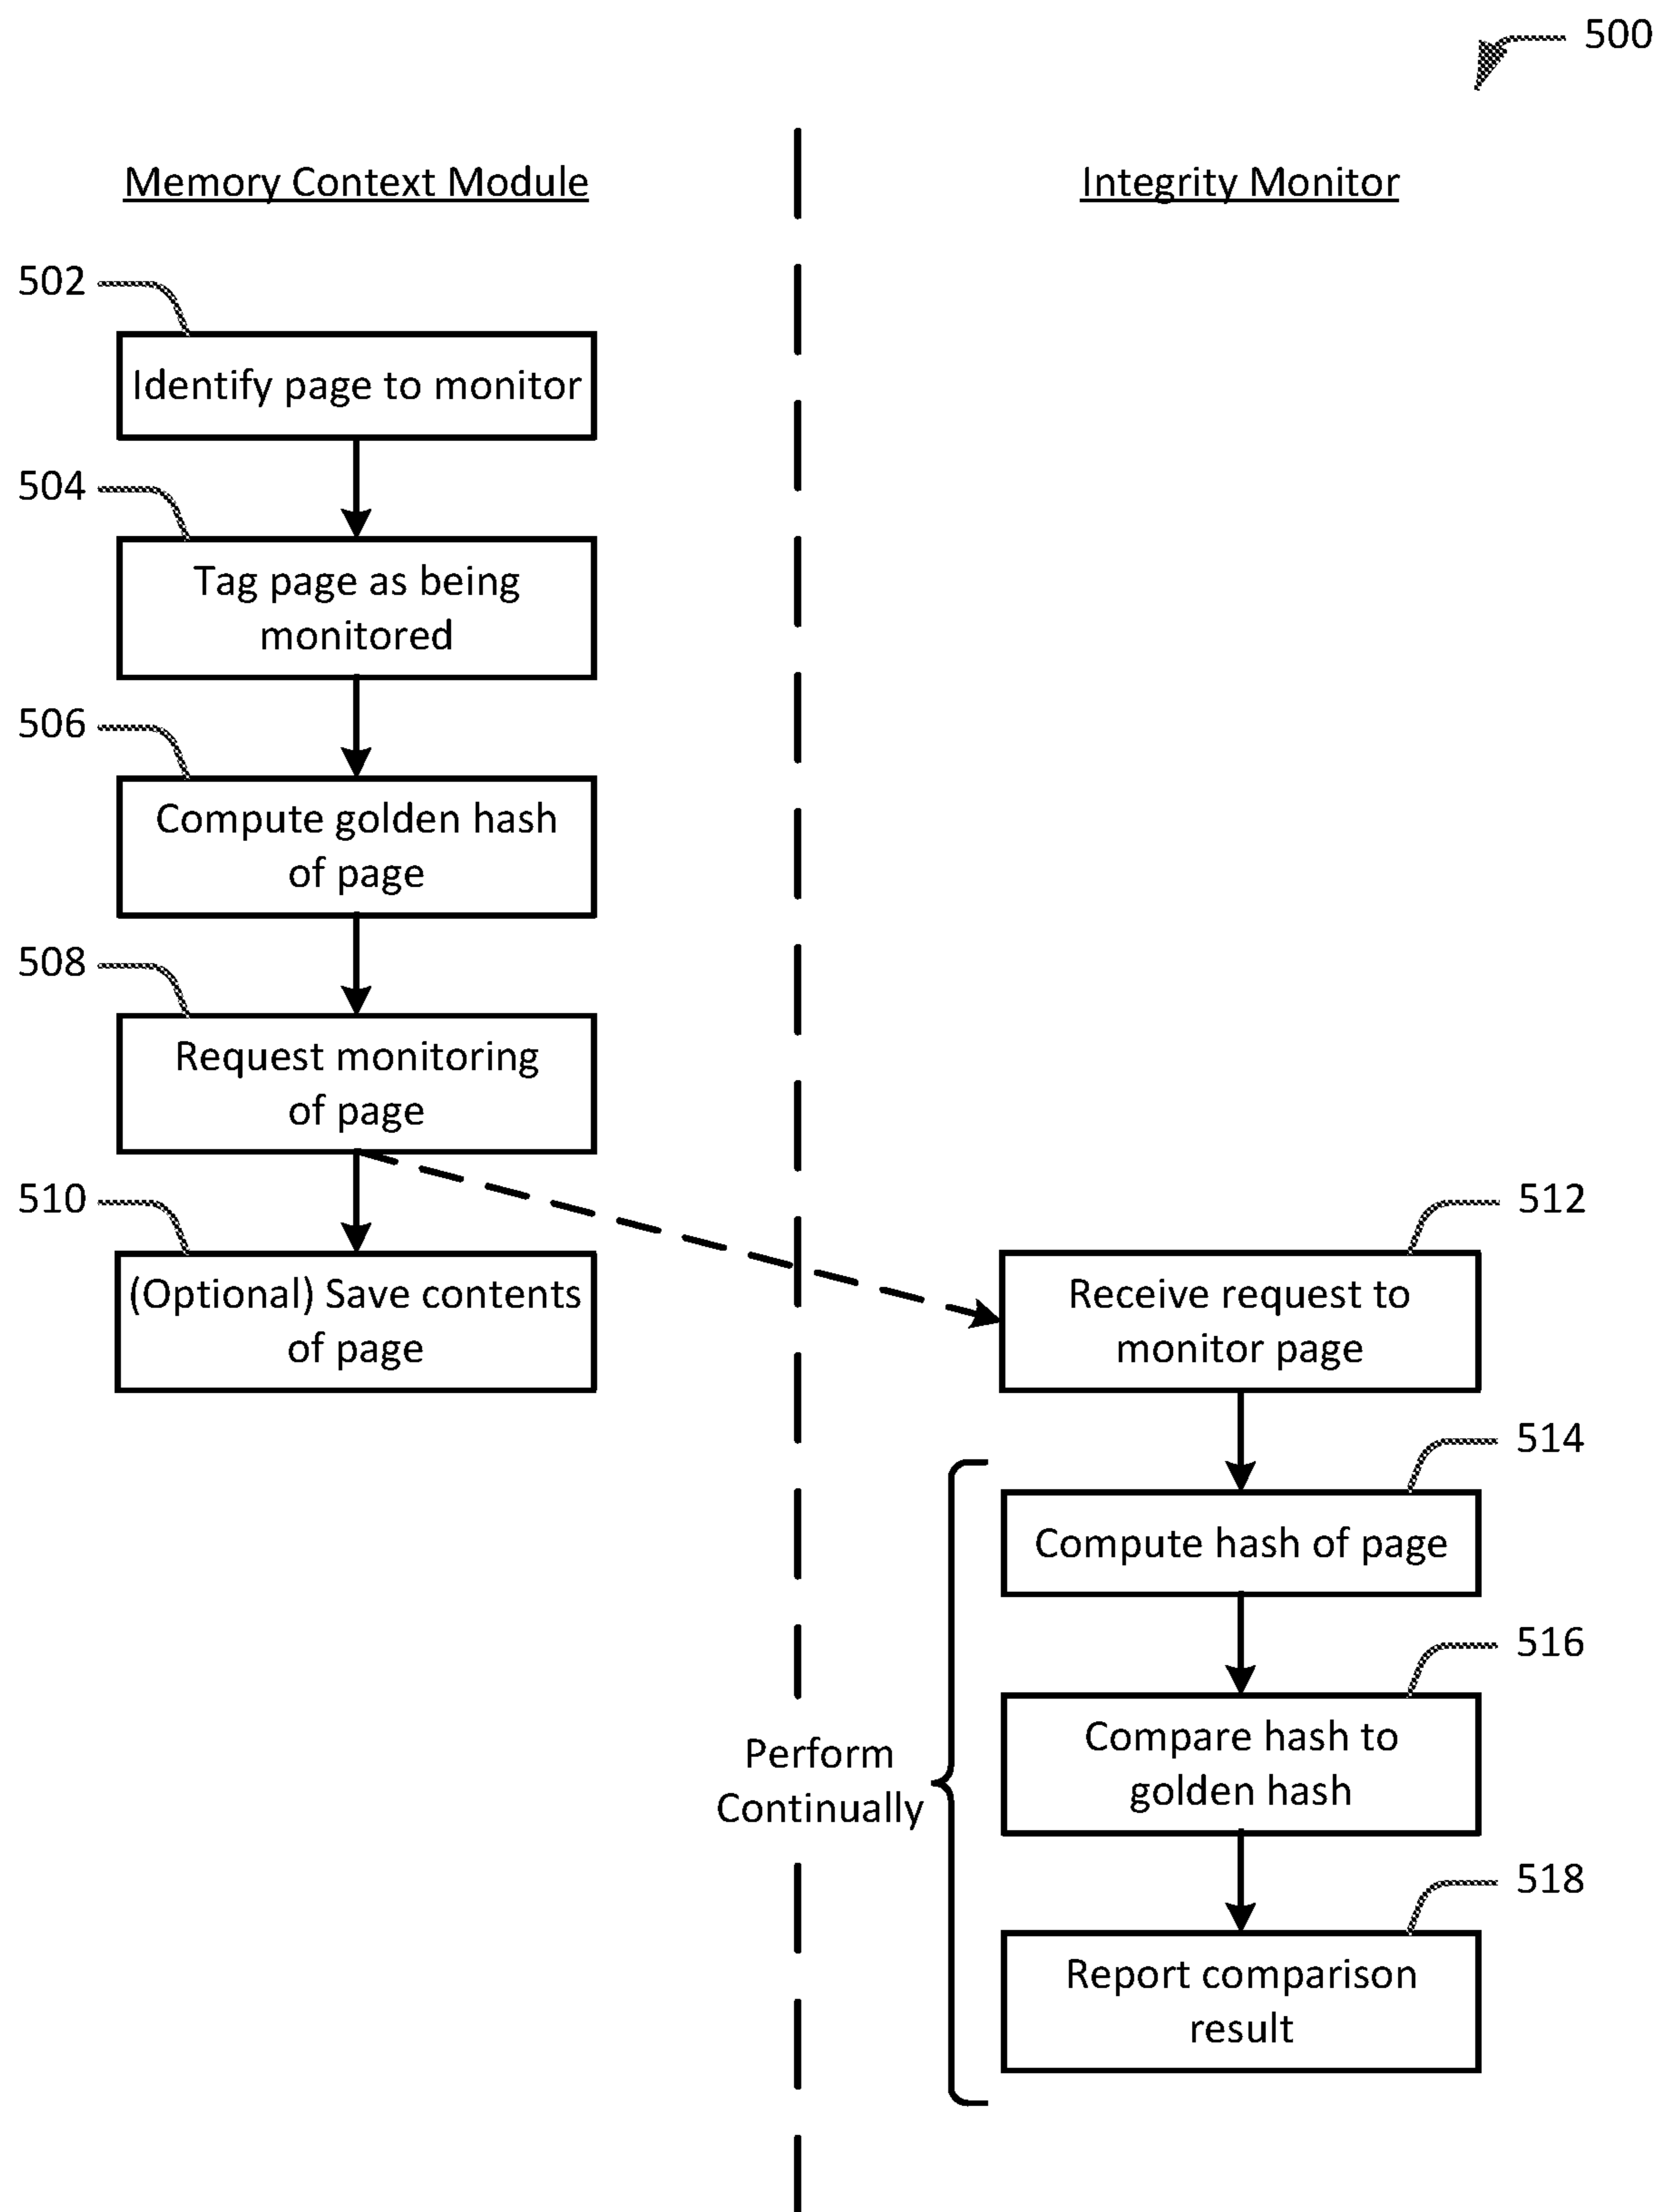 500
Memory Context Module
Integrity Monitor
502
Identify page to monitor
504
Tag page as being
monitored
506
Compute golden hash
of page
508
Request monitoring
of page
510
(Optional) Save contents
of page
512
Receive request to
monitor page
514
Compute hash of page
516
Compare hash to
golden hash
Perform
Continually
518
Report comparison
result